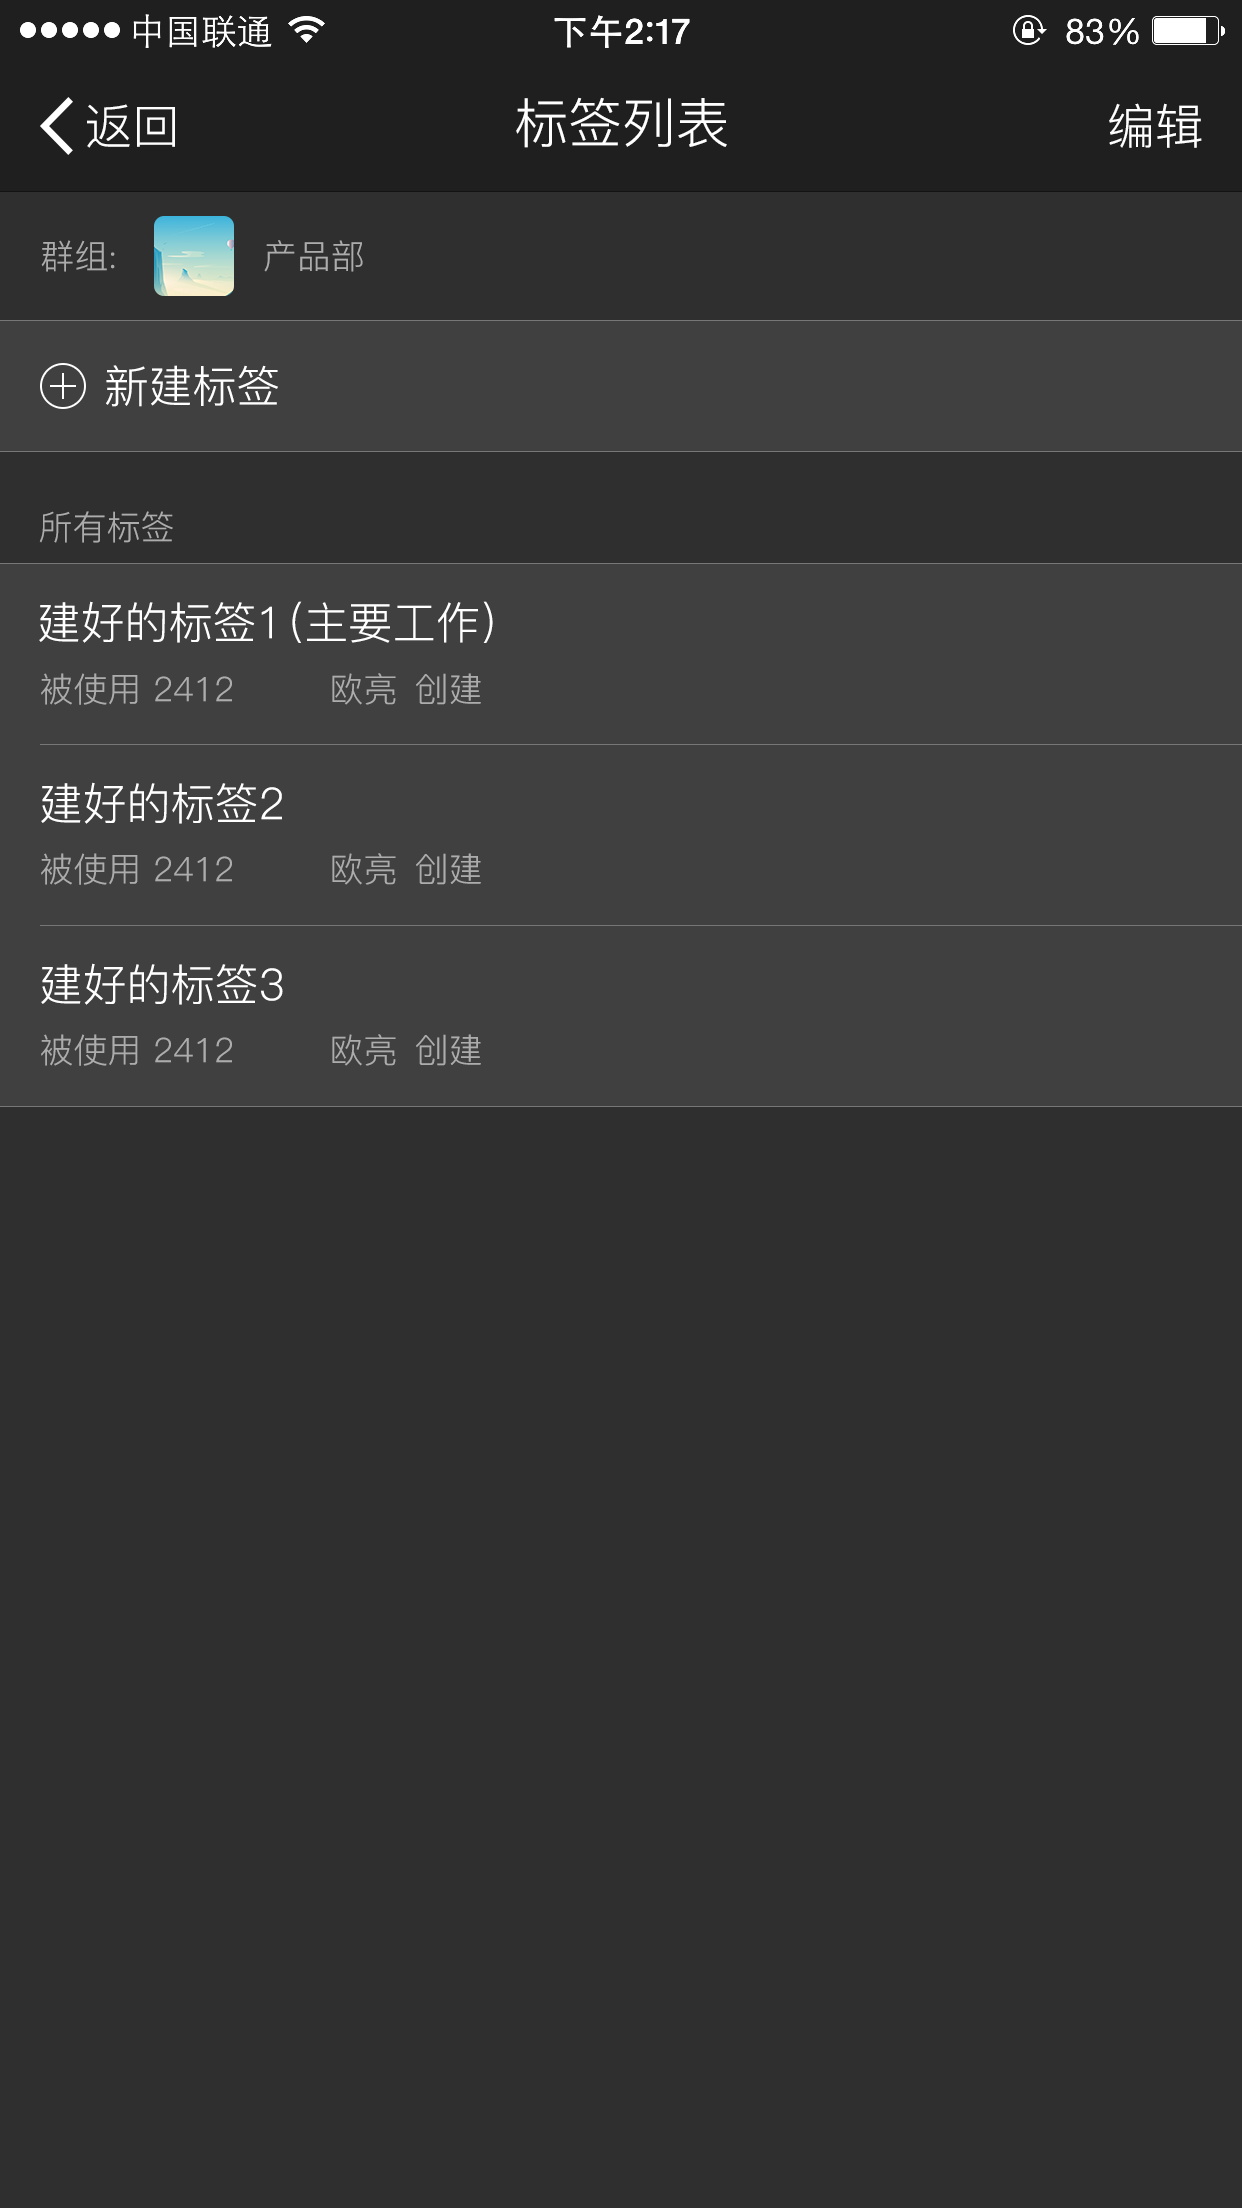 中国联通 下午2:17 83%
返回 标签列表 编辑
群组: 产品部
新建标签
所有标签
建好的标签1(主要工作)
被使用 2412 欧亮 创建
建好的标签2
被使用 2412 欧亮 创建
建好的标签3
被使用 2412 欧亮 创建